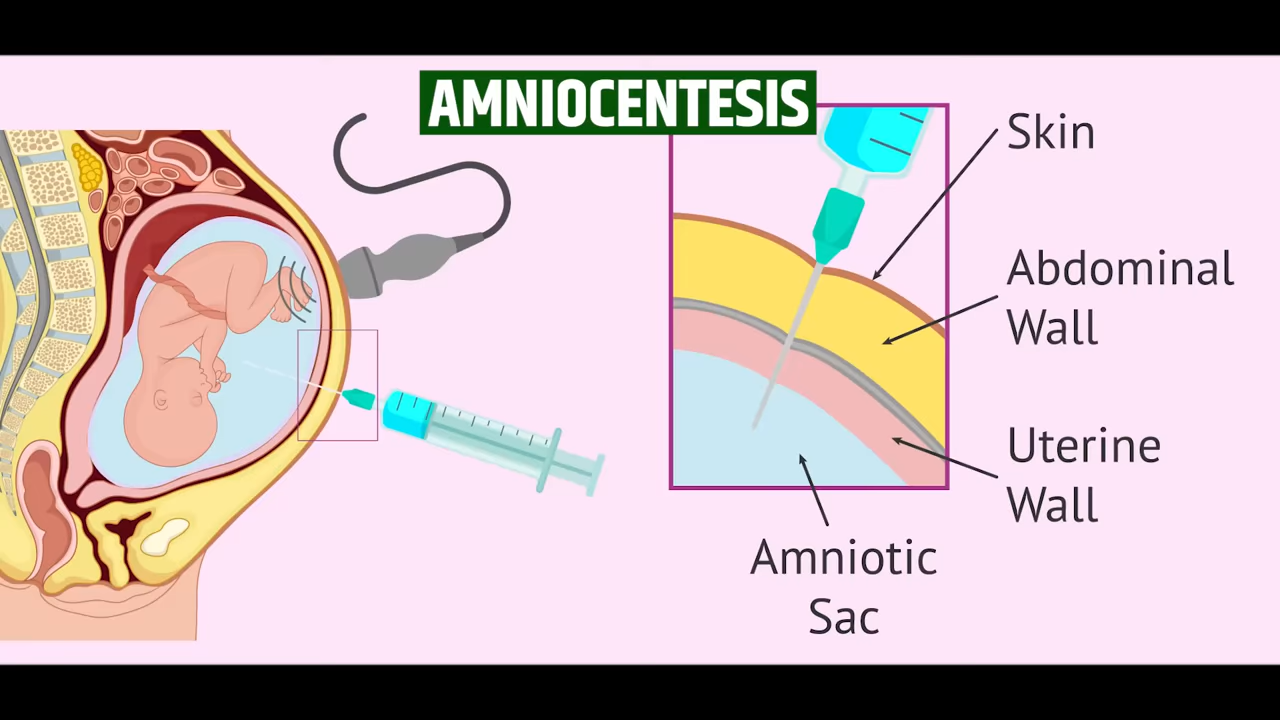 AMNIOCENTESIS
Skin
Abdominal
Wall
Uterine
Wall
Amniotic
Sac